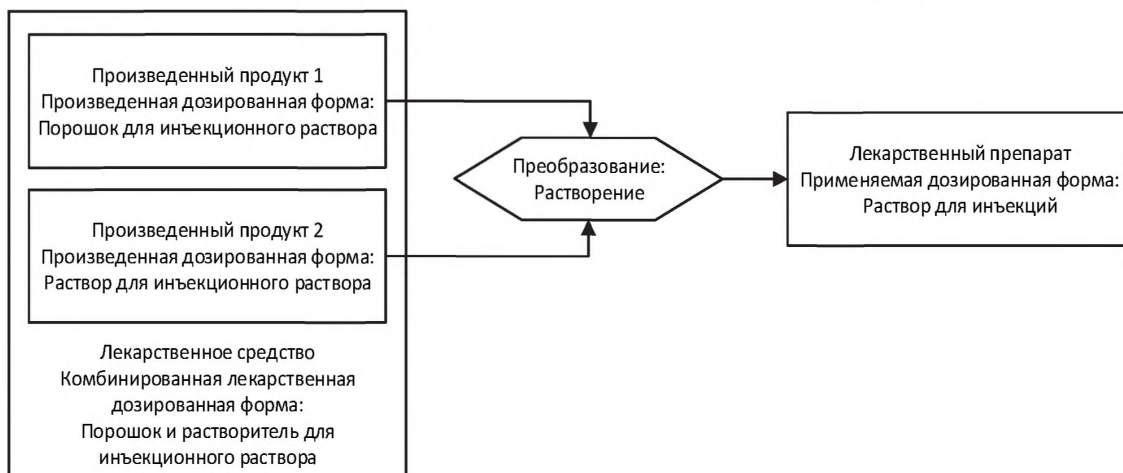 Произведенный продукт 1
Произведенная дозированная форма:
Порошок для инъекционного раствора
Произведенный продукт 2
Произведенная дозированная форма:
Раствор для инъекционного раствора
Лекарственное средство
Комбинированная лекарственная
дозированная форма:
Порошок и растворитель для
инъекционного раствора
Преобразование:
Растворение
Лекарственный препарат
Применяемая дозированная форма:
Раствор для инъекций